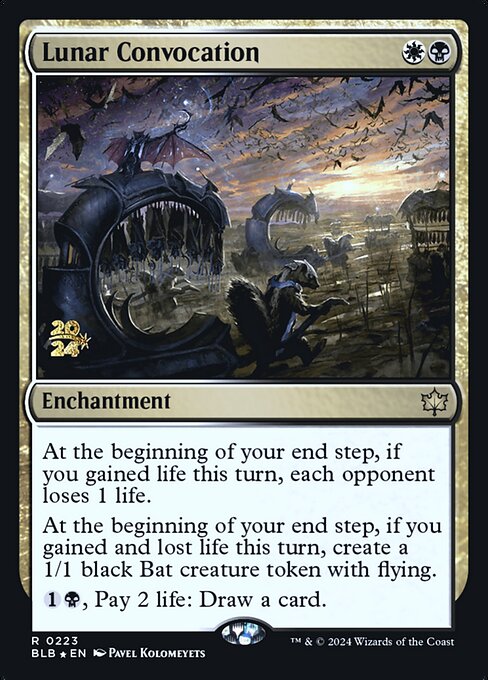 Lunar Convocation
2024
Enchantment
At the beginning of your end step, if
you gained life this turn, each opponent
loses 1 life.
At the beginning of your end step, if you
gained and lost life this turn, create a
1/1 black Bat creature token with flying.
1, Pay 2 life: Draw a card.
R 0223
BLB ★ EN Pavel Kolomeyets
™ & © 2024 Wizards of the Coast